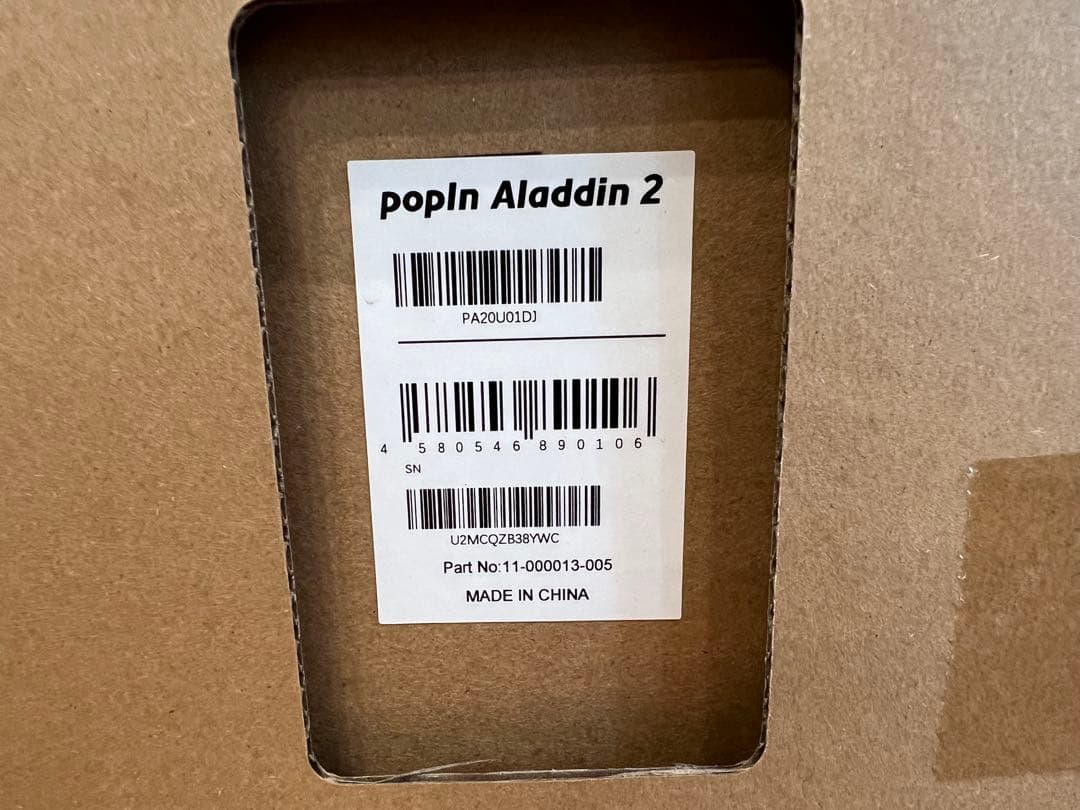 popIn Aladdin 2
PA20U01DJ
4 580546 890106
SN
U2MCQZB38YWC
Part No:11-000013-005
MADE IN CHINA